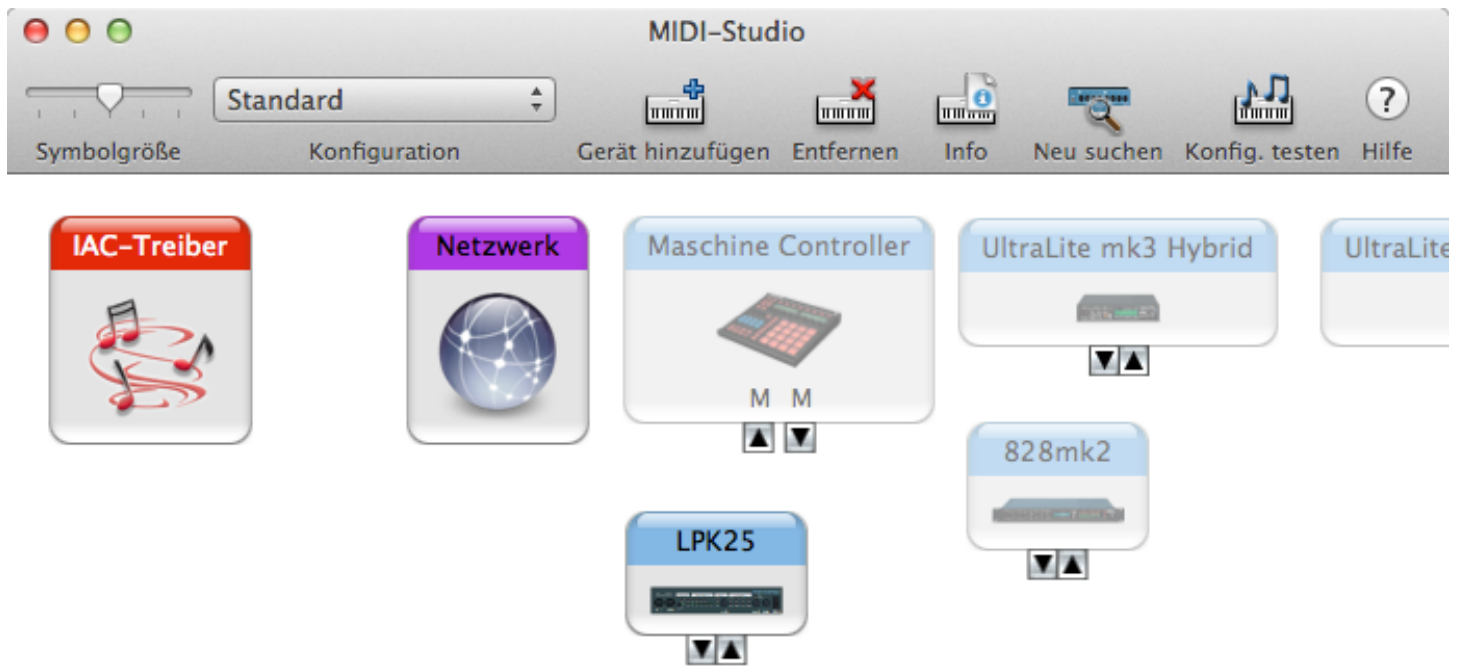 MIDI-Studio
Standard
Symbolgröße
Konfiguration
Gerät hinzufügen
Entfernen
Info
Neu suchen
Konfig. testen
?
Hilfe
IAC-Treiber
Netzwerk
Maschine Controller
M M
UltraLite mk3 Hybrid
UltraLite
828mk2
LPK25